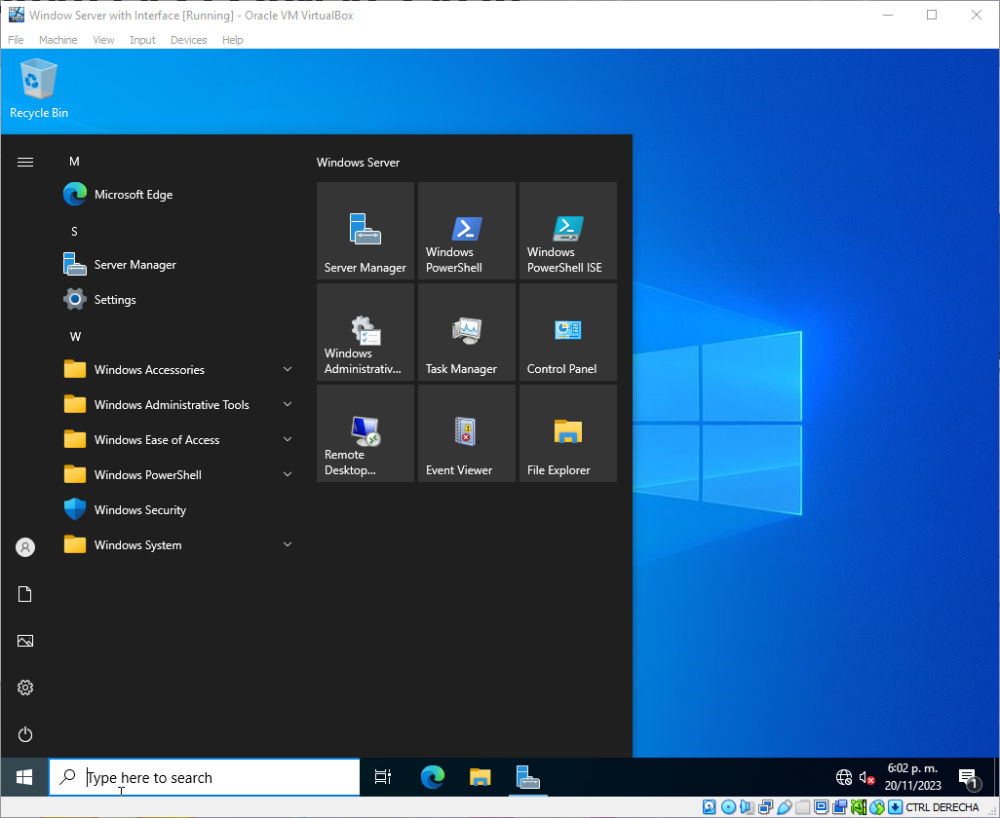 Window Server with Interface [Running] - Oracle VM VirtualBox
File Machine View Input Devices Help
Recycle Bin
M
Microsoft Edge
S
Server Manager
Settings
W
Windows Accessories
Windows Administrative Tools
Windows Ease of Access
Windows PowerShell
Windows Security
Windows System
Windows Server
Server Manager
Windows
PowerShell
Windows
PowerShell ISE
Windows
Administrativ...
Task Manager
Control Panel
Remote
Desktop...
Event Viewer
File Explorer
Type here to search
6:02 p. m.
20/11/2023
1
CTRL DERECHA